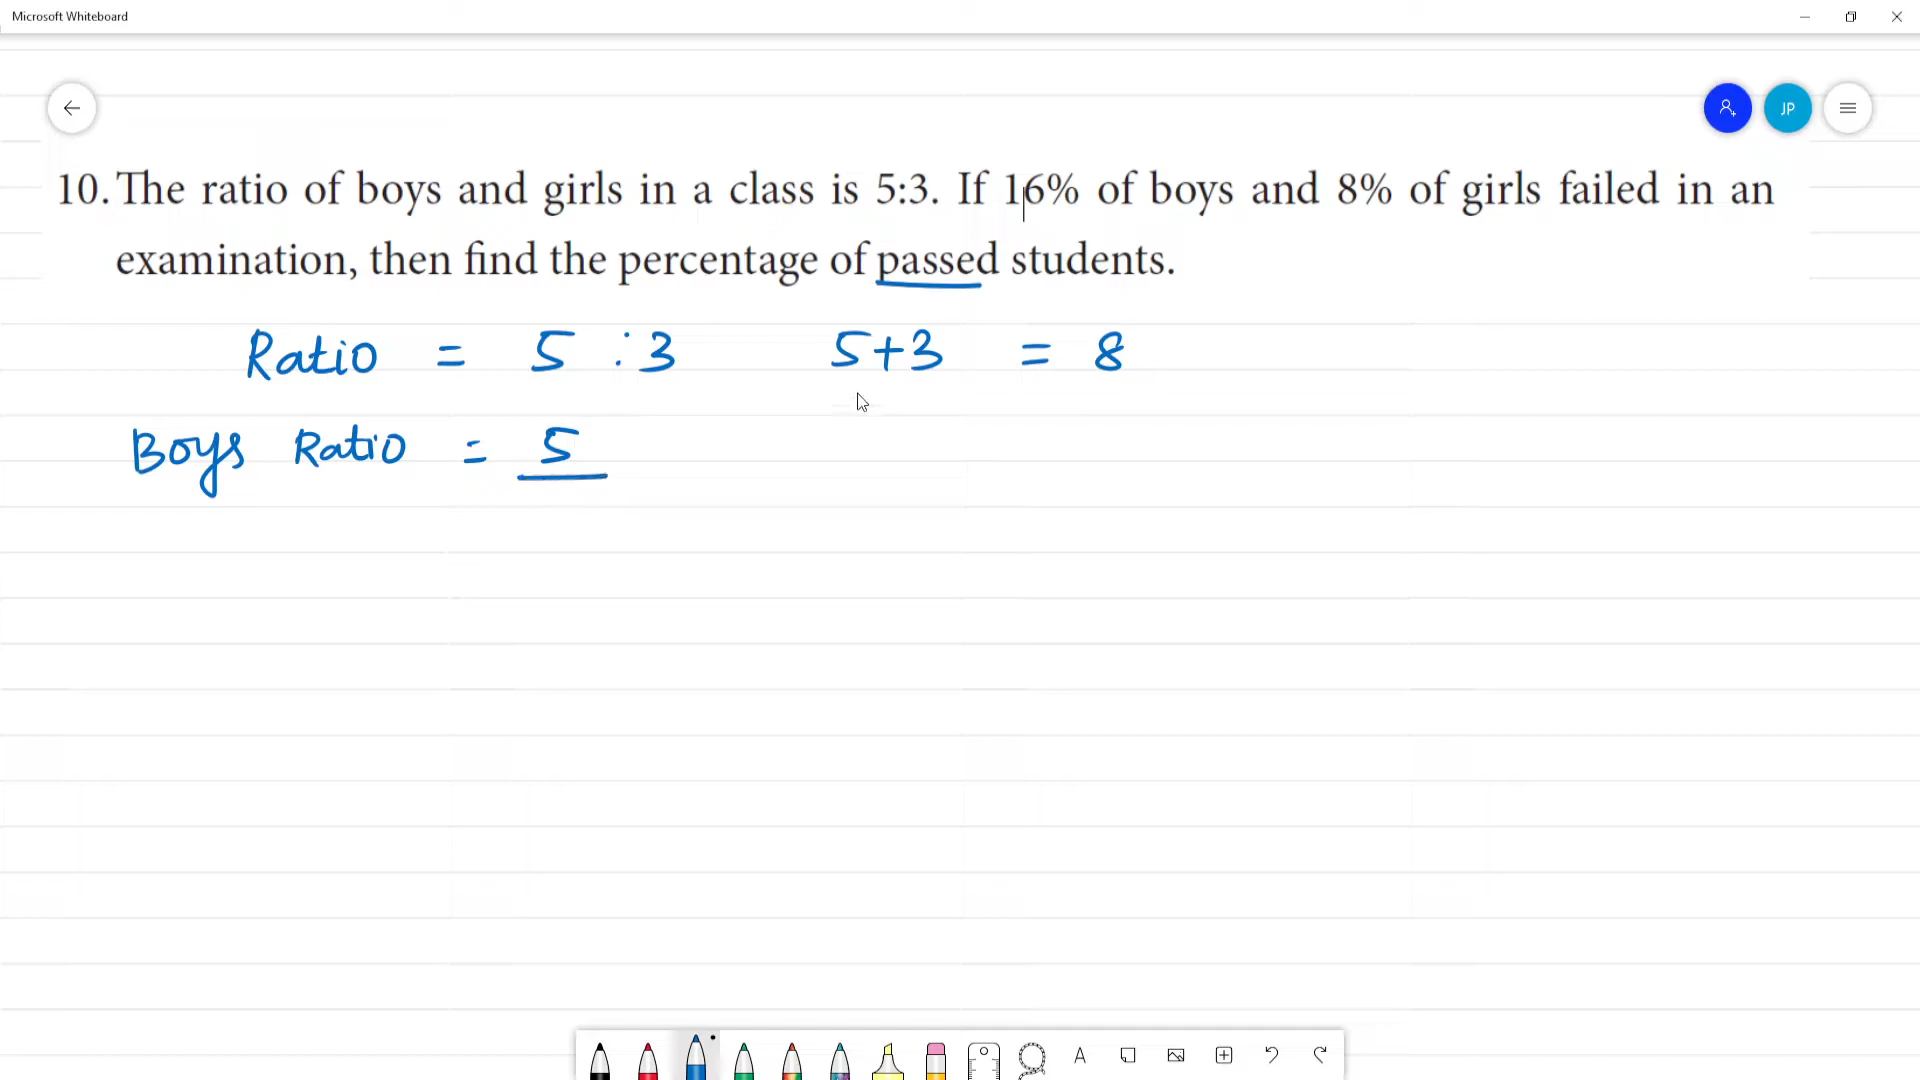 Microsoft Whiteboard
JP
10. The ratio of boys and girls in a class is 5:3. If 16% of boys and 8% of girls failed in an
examination, then find the percentage of passed students.
Ratio = 5 : 3 5+3 = 8
Boys Ratio = 5
A